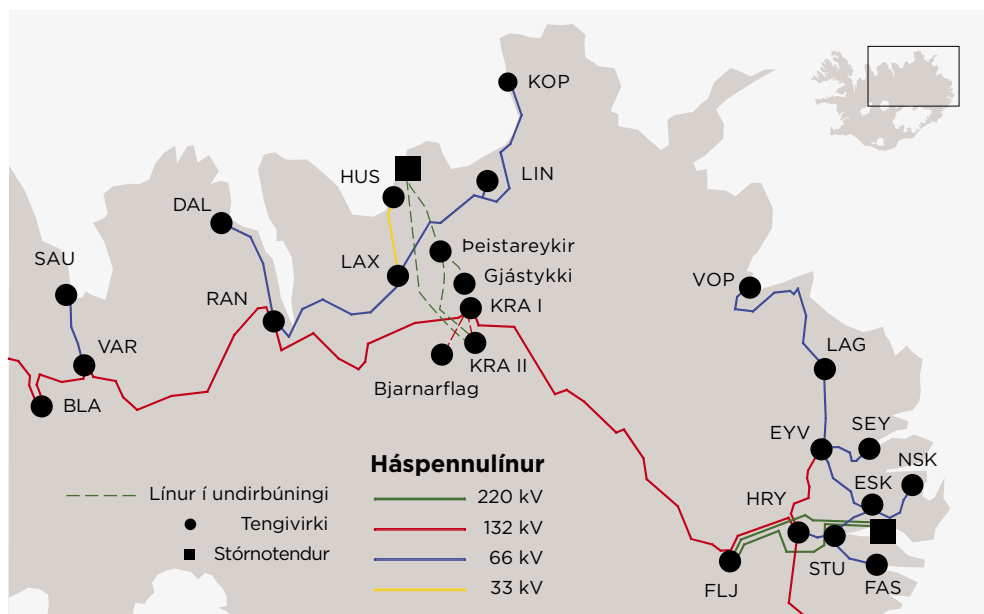 KOP
HUS
LIN
DAL
Þeistareykir
SAU
LAX
Gjástykki
VOP
RAN
KRA I
VAR
KRA II
LAG
Bjarnarflag
BLA
SEY
EYV
NSK
Háspennulínur
ESK
Línur í undirbúningi
220 kV
HRY
Tengivirki
132 kV
Stórnotendur
66 kV
STU
FAS
FLJ
33 kV